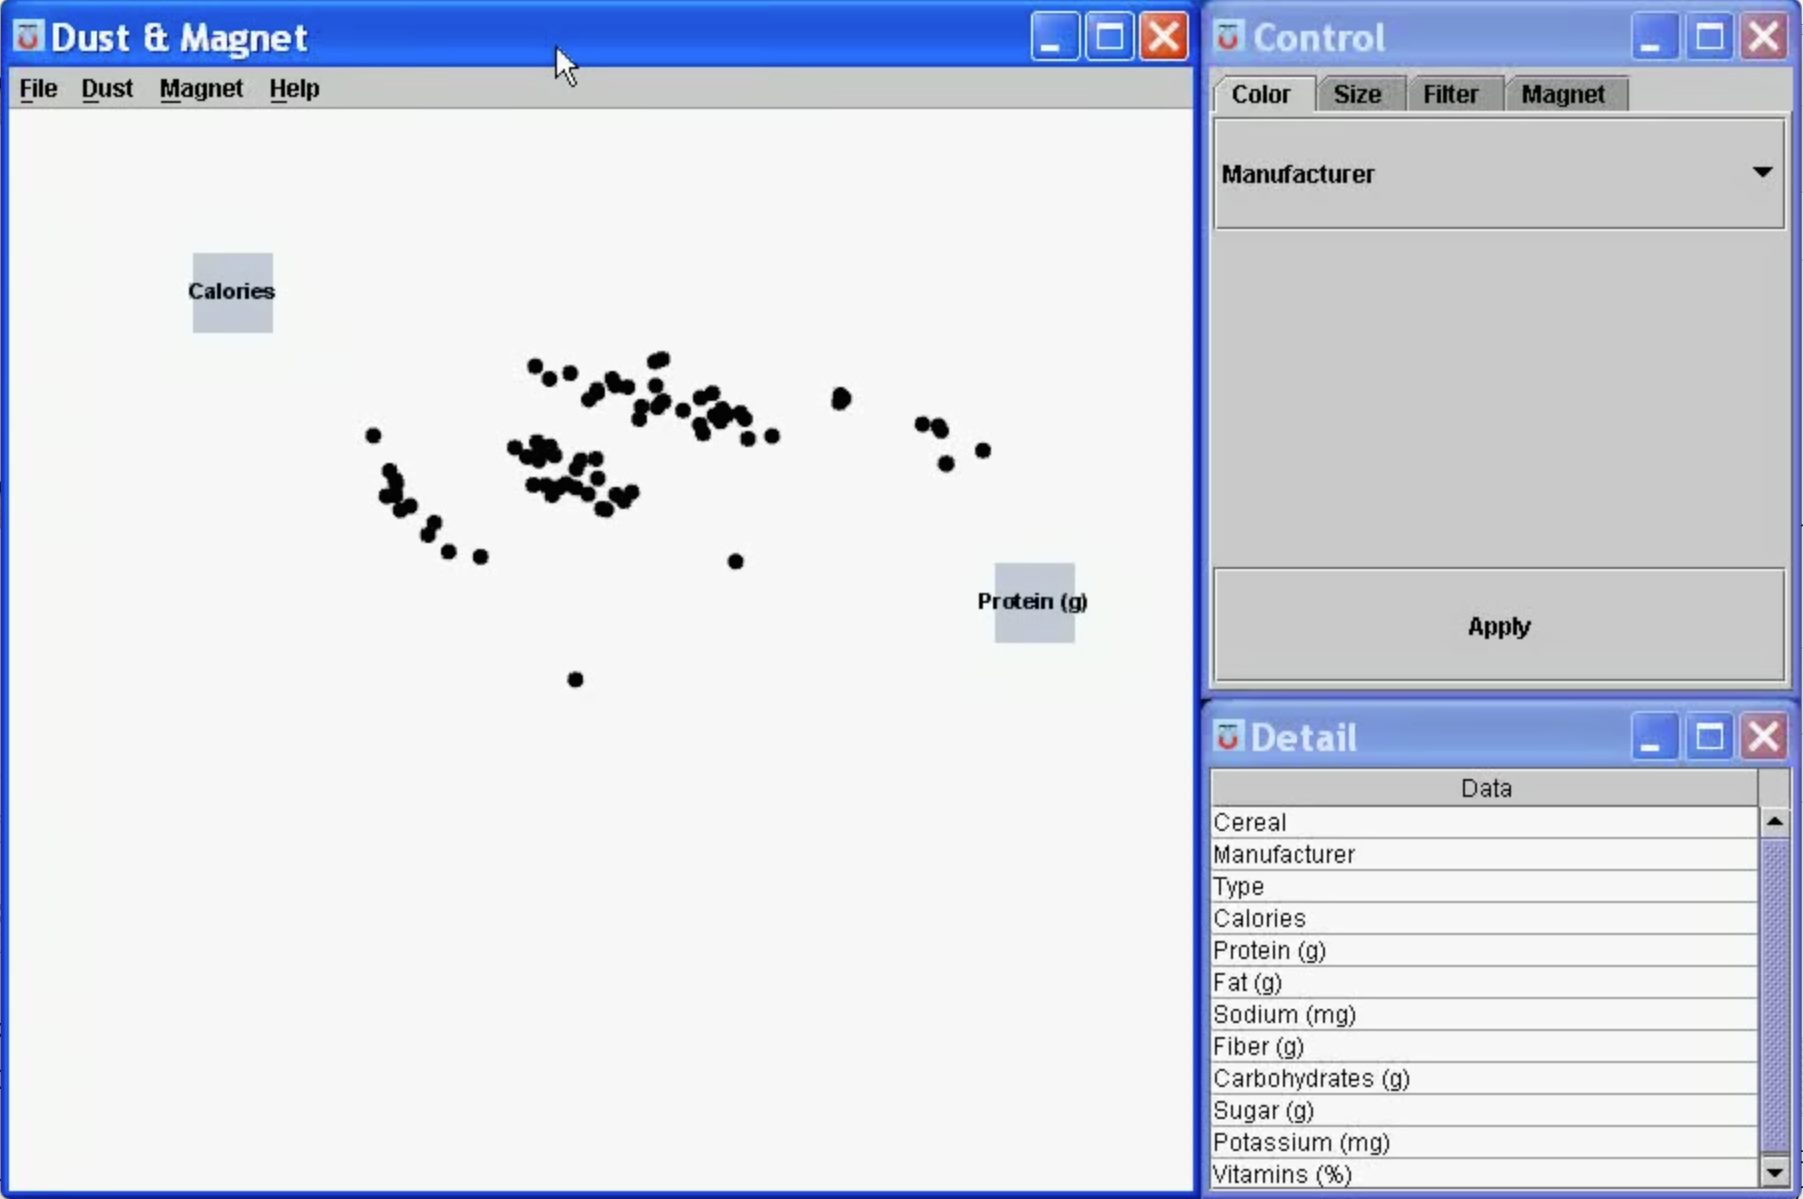 Dust & Magnet
File Dust Magnet Help
Calories
Protein (g)
Control
Color Size Filter Magnet
Manufacturer
Apply
Detail
Data
Cereal
Manufacturer
Type
Calories
Protein (g)
Fat (g)
Sodium (mg)
Fiber (g)
Carbohydrates (g)
Sugar (g)
Potassium (mg)
Vitamins (%)